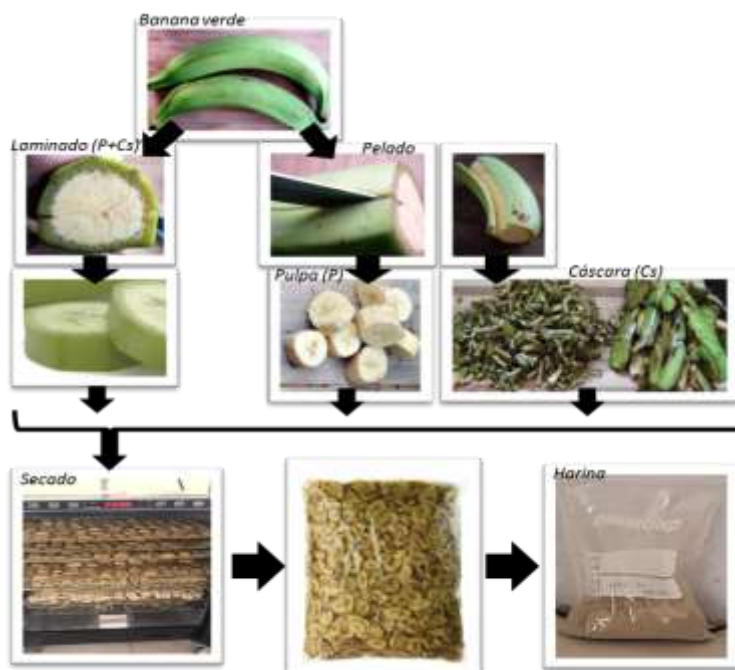 Banana verde
Laminado (P+Cs)
Pelado
Pulpa (P)
Cáscara (Cs)
Secado
Harina